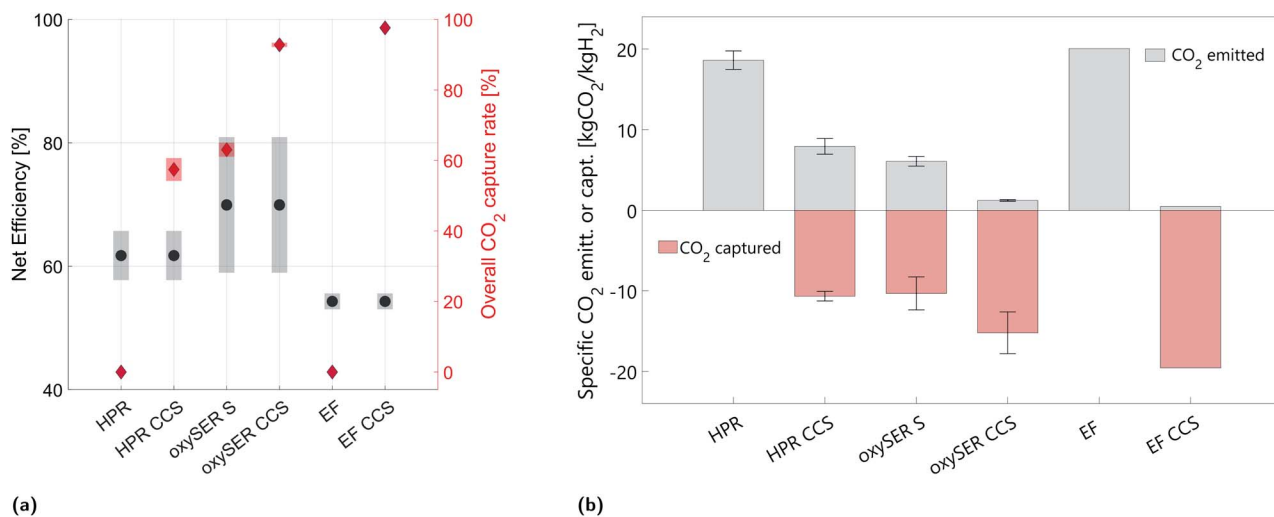 100
80
60
40
Net Efficiency [%]
100
80
60
40
20
0
Overall CO2 capture rate [%]
HPR
HPR CCS
oxySER S
oxySER CCS
EF
EF CCS
(a)
20
10
0
-10
-20
Specific CO2 emitt. or capt. [kgCO2/kgH2]
CO2 emitted
CO2 captured
HPR
HPR CCS
oxySER S
oxySER CCS
EF
EF CCS
(b)